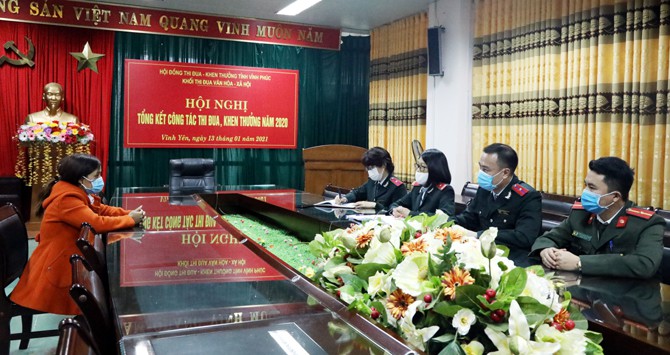 ẢNG SẢN VIỆT NAM QUANG VINH MUÔN NĂM
HỘI ĐỒNG THI ĐUA - KHEN THƯỞNG TỈNH VĨNH PHÚC
KHỐI THI ĐUA VĂN HÓA - XÃ HỘI
HỘI NGHỊ
TỔNG KẾT CÔNG TÁC THI ĐUA, KHEN THƯỞNG NĂM 2020
Vĩnh Yên, ngày 13 tháng 01 năm 2021